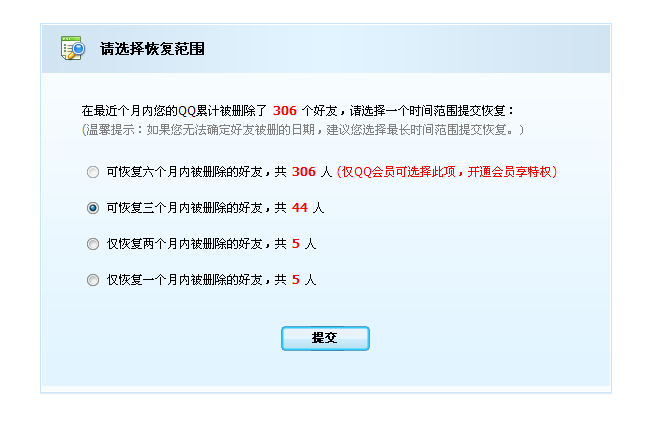 请选择恢复范围
在最近个月内您的QQ累计被删除了 306 个好友，请选择一个时间范围提交恢复：
(温馨提示：如果您无法确定好友被删的日期，建议您选择最长时间范围提交恢复。)
可恢复六个月内被删除的好友，共 306 人 (仅QQ会员可选择此项，开通会员享特权)
可恢复三个月内被删除的好友，共 44 人
仅恢复两个月内被删除的好友，共 5 人
仅恢复一个月内被删除的好友，共 5 人
提交